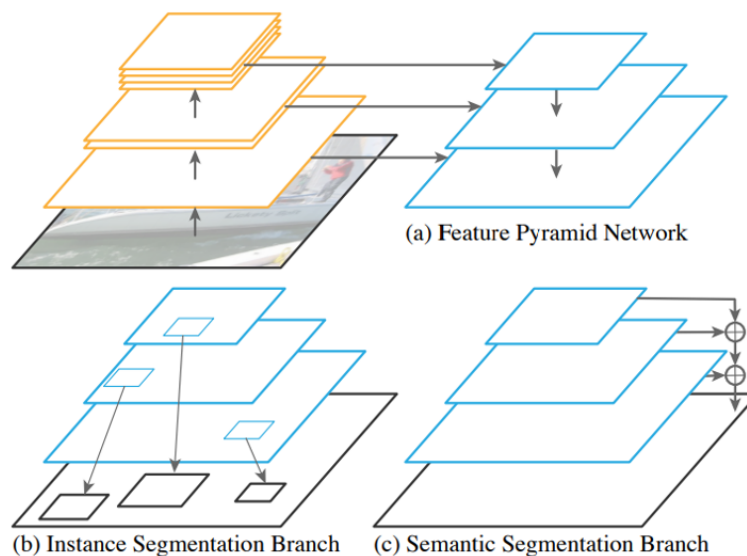 (a) Feature Pyramid Network
(b) Instance Segmentation Branch
(c) Semantic Segmentation Branch